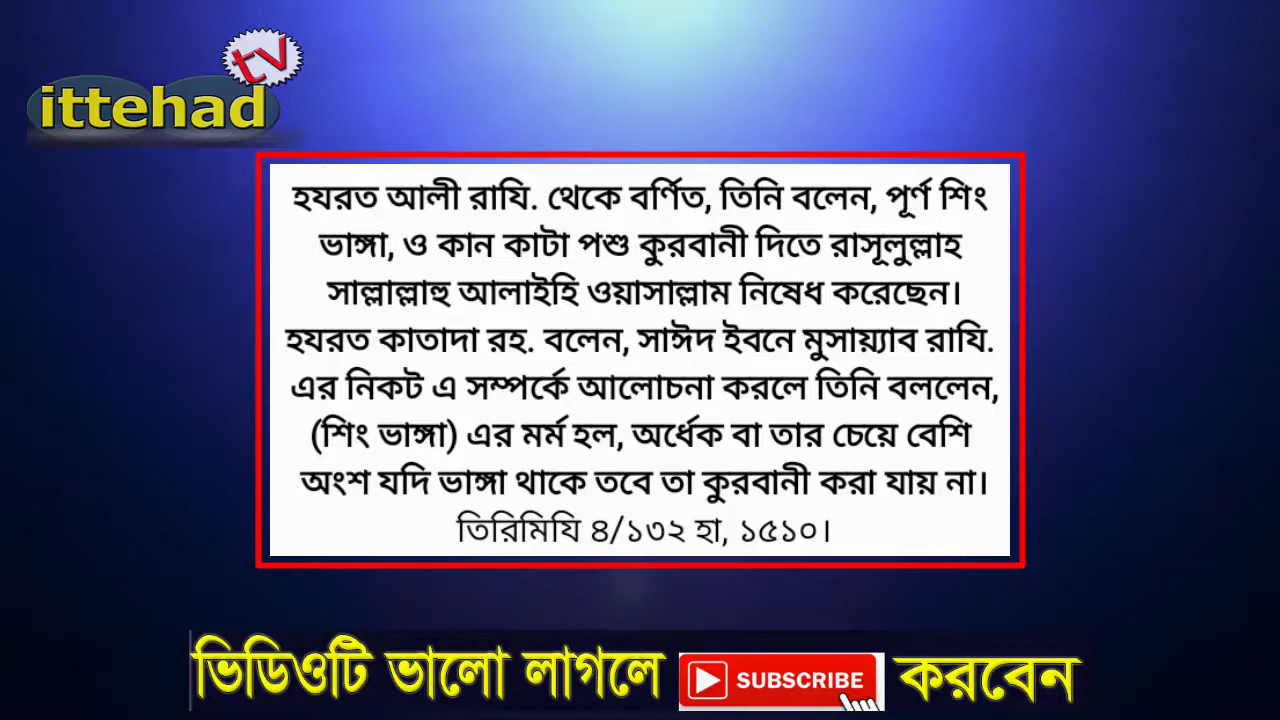 ittehad tv
হযরত আলী রাযি. থেকে বর্ণিত, তিনি বলেন, পূর্ণ শিং
ভাঙ্গা, ও কান কাটা পশু কুরবানী দিতে রাসূলুল্লাহ
সাল্লাল্লাহু আলাইহি ওয়াসাল্লাম নিষেধ করেছেন।
হযরত কাতাদা রহ. বলেন, সাঈদ ইবনে মুসায়্যাব রাযি.
এর নিকট এ সম্পর্কে আলোচনা করলে তিনি বললেন,
(শিং ভাঙ্গা) এর মর্ম হল, অর্ধেক বা তার চেয়ে বেশি
অংশ যদি ভাঙ্গা থাকে তবে তা কুরবানী করা যায় না।
তিরিমিযি ৪/১৩২ হা, ১৫১০।
ভিডিওটি ভালো লাগলে SUBSCRIBE করবেন